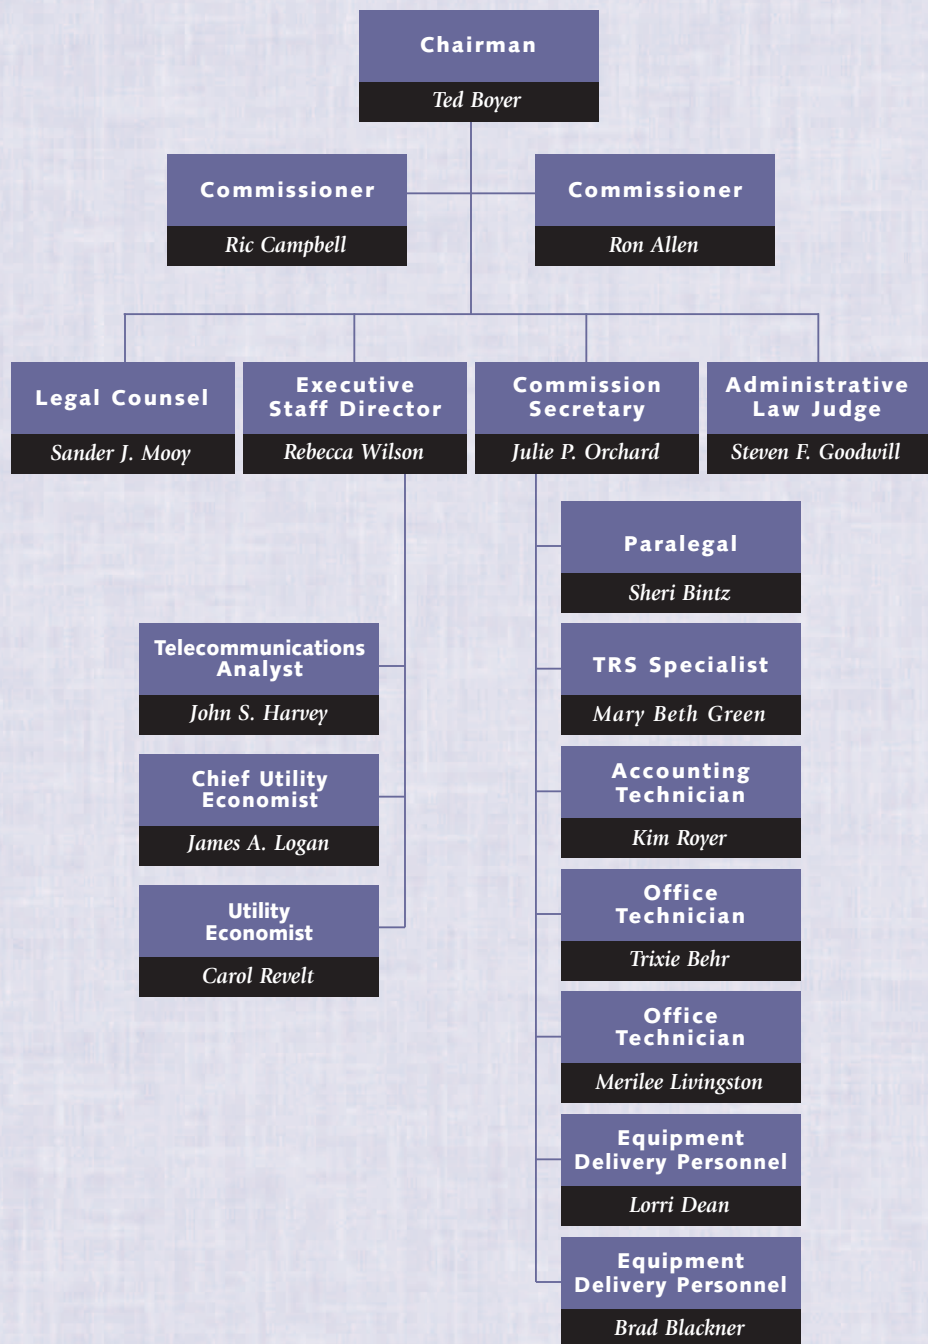 Chairman
Ted Boyer
Commissioner
Ric Campbell
Commissioner
Ron Allen
Legal Counsel
Sander J. Mooy
Executive
Staff Director
Rebecca Wilson
Commission
Secretary
Julie P. Orchard
Administrative
Law Judge
Steven F. Goodwill
Telecommunications
Analyst
John S. Harvey
Chief Utility
Economist
James A. Logan
Utility
Economist
Carol Revelt
Paralegal
Sheri Bintz
TRS Specialist
Mary Beth Green
Accounting
Technician
Kim Royer
Office
Technician
Trixie Behr
Office
Technician
Merilee Livingston
Equipment
Delivery Personnel
Lorri Dean
Equipment
Delivery Personnel
Brad Blackner